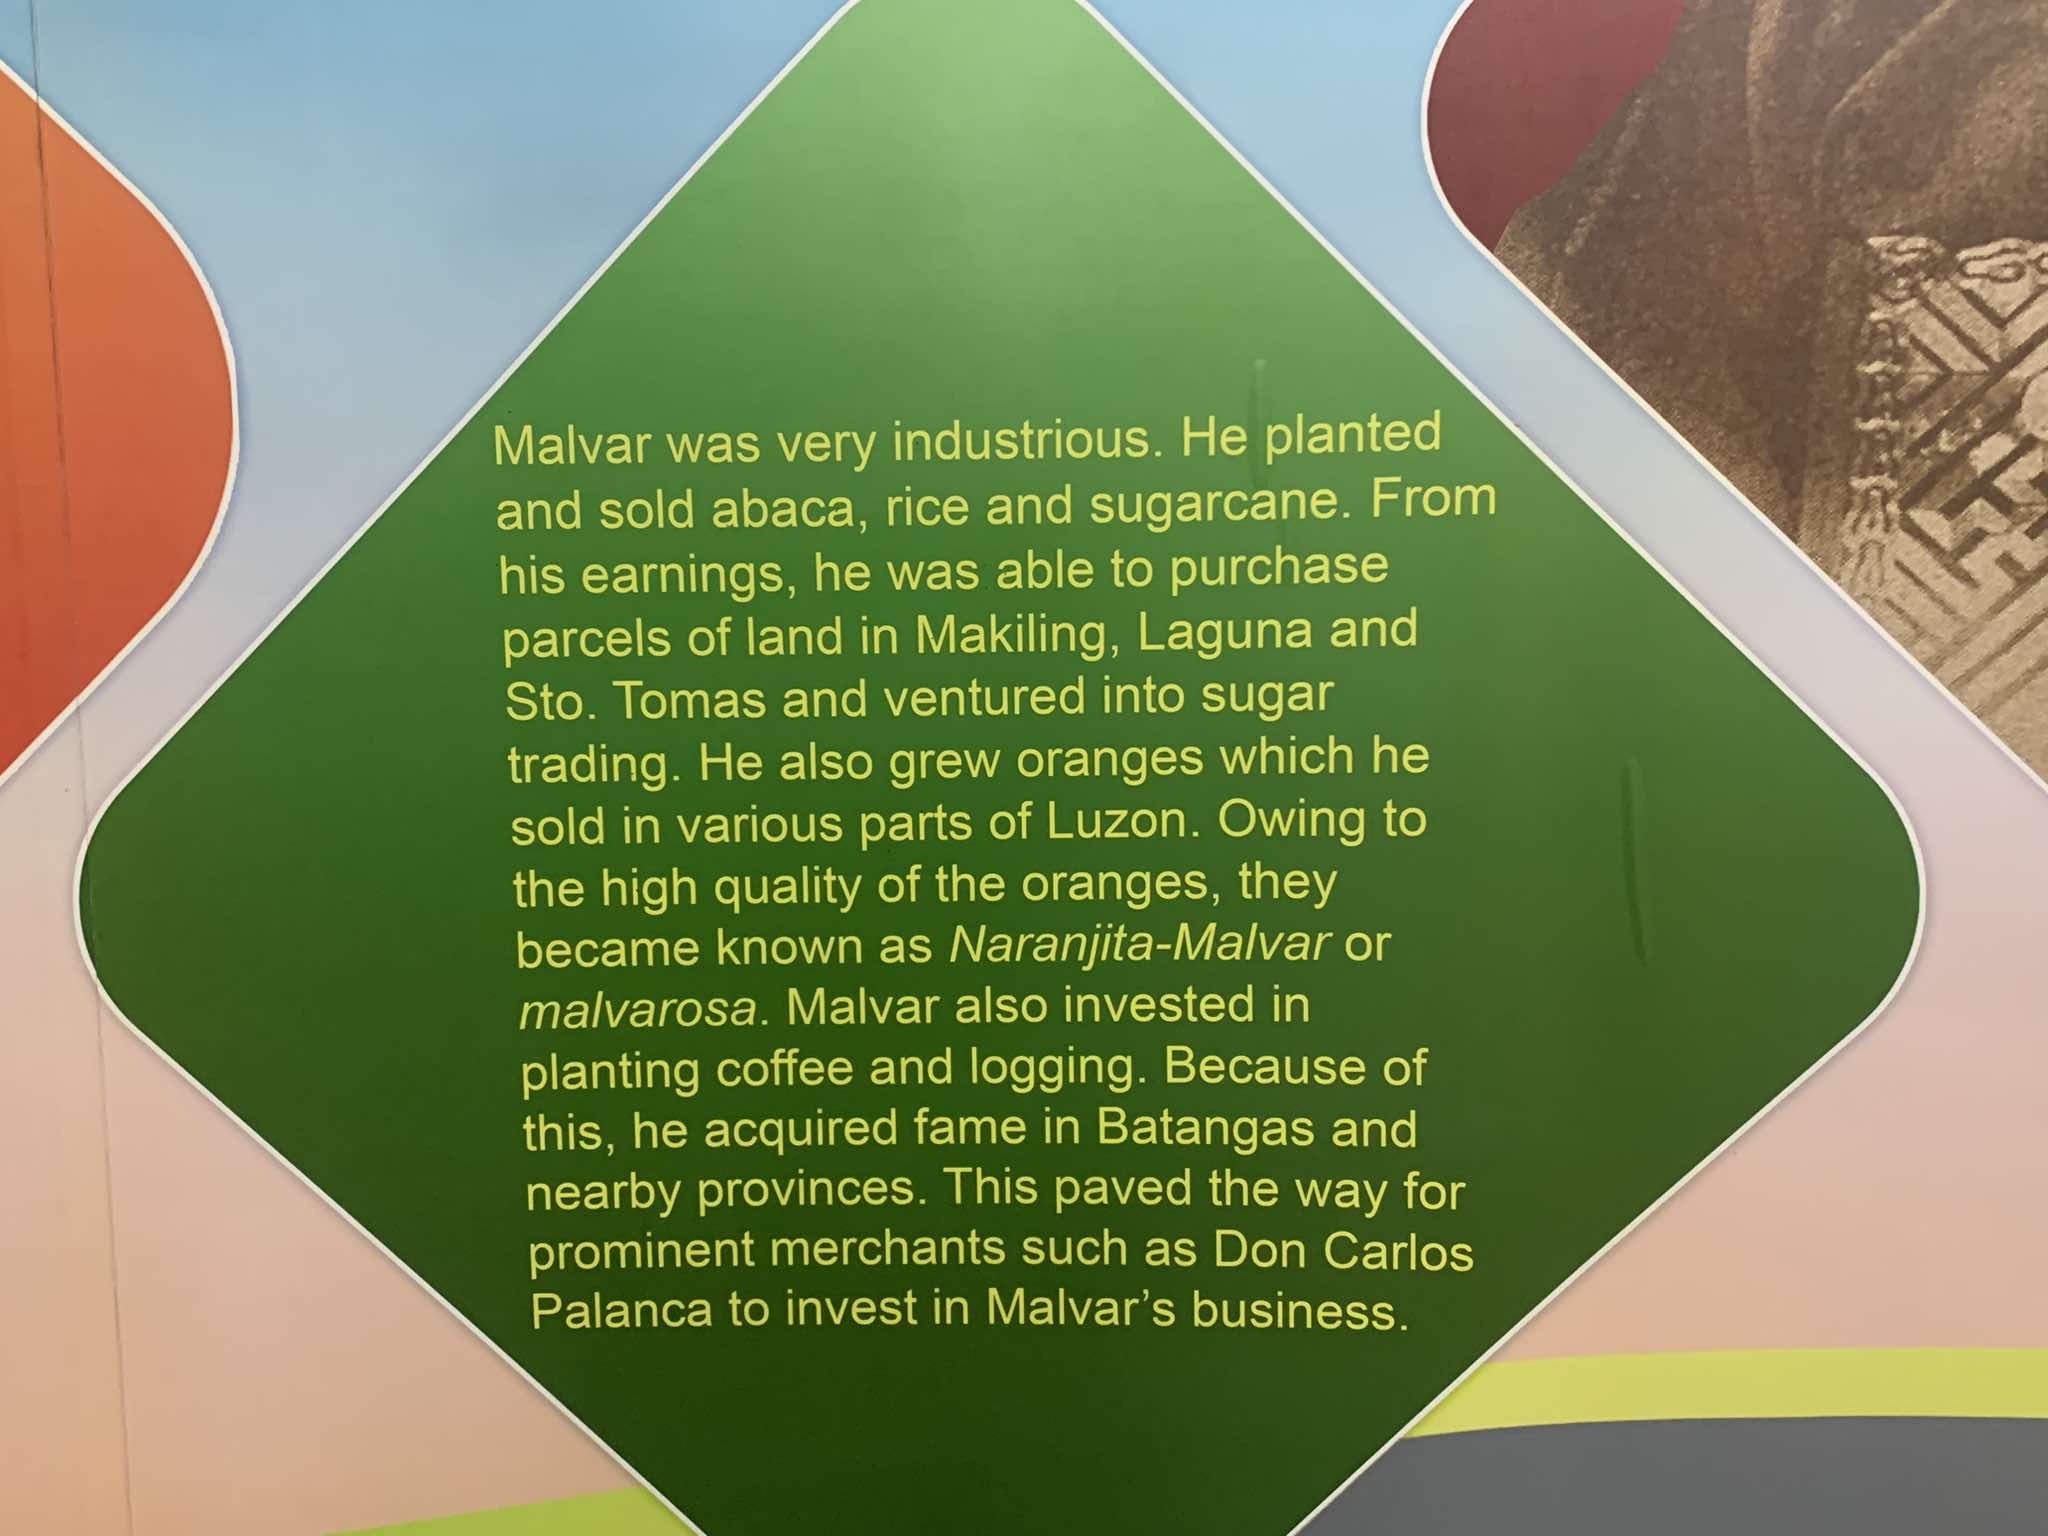 Malvar was very industrious. He planted
and sold abaca, rice and sugarcane. From
his earnings, he was able to purchase
parcels of land in Makiling, Laguna and
Sto. Tomas and ventured into sugar
trading. He also grew oranges which he
sold in various parts of Luzon. Owing to
the high quality of the oranges, they
became known as Naranjita-Malvar or
malvarosa. Malvar also invested in
planting coffee and logging. Because of
this, he acquired fame in Batangas and
nearby provinces. This paved the way for
prominent merchants such as Don Carlos
Palanca to invest in Malvar’s business.